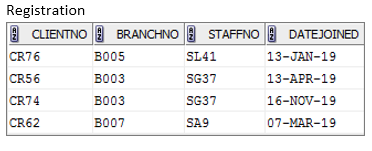 Registration
CLIENTNO BRANCHNO STAFFNO DATEJOINED
CR76 B005 SL41 13-JAN-19
CR56 B003 SG37 13-APR-19
CR74 B003 SG37 16-NOV-19
CR62 B007 SA9 07-MAR-19